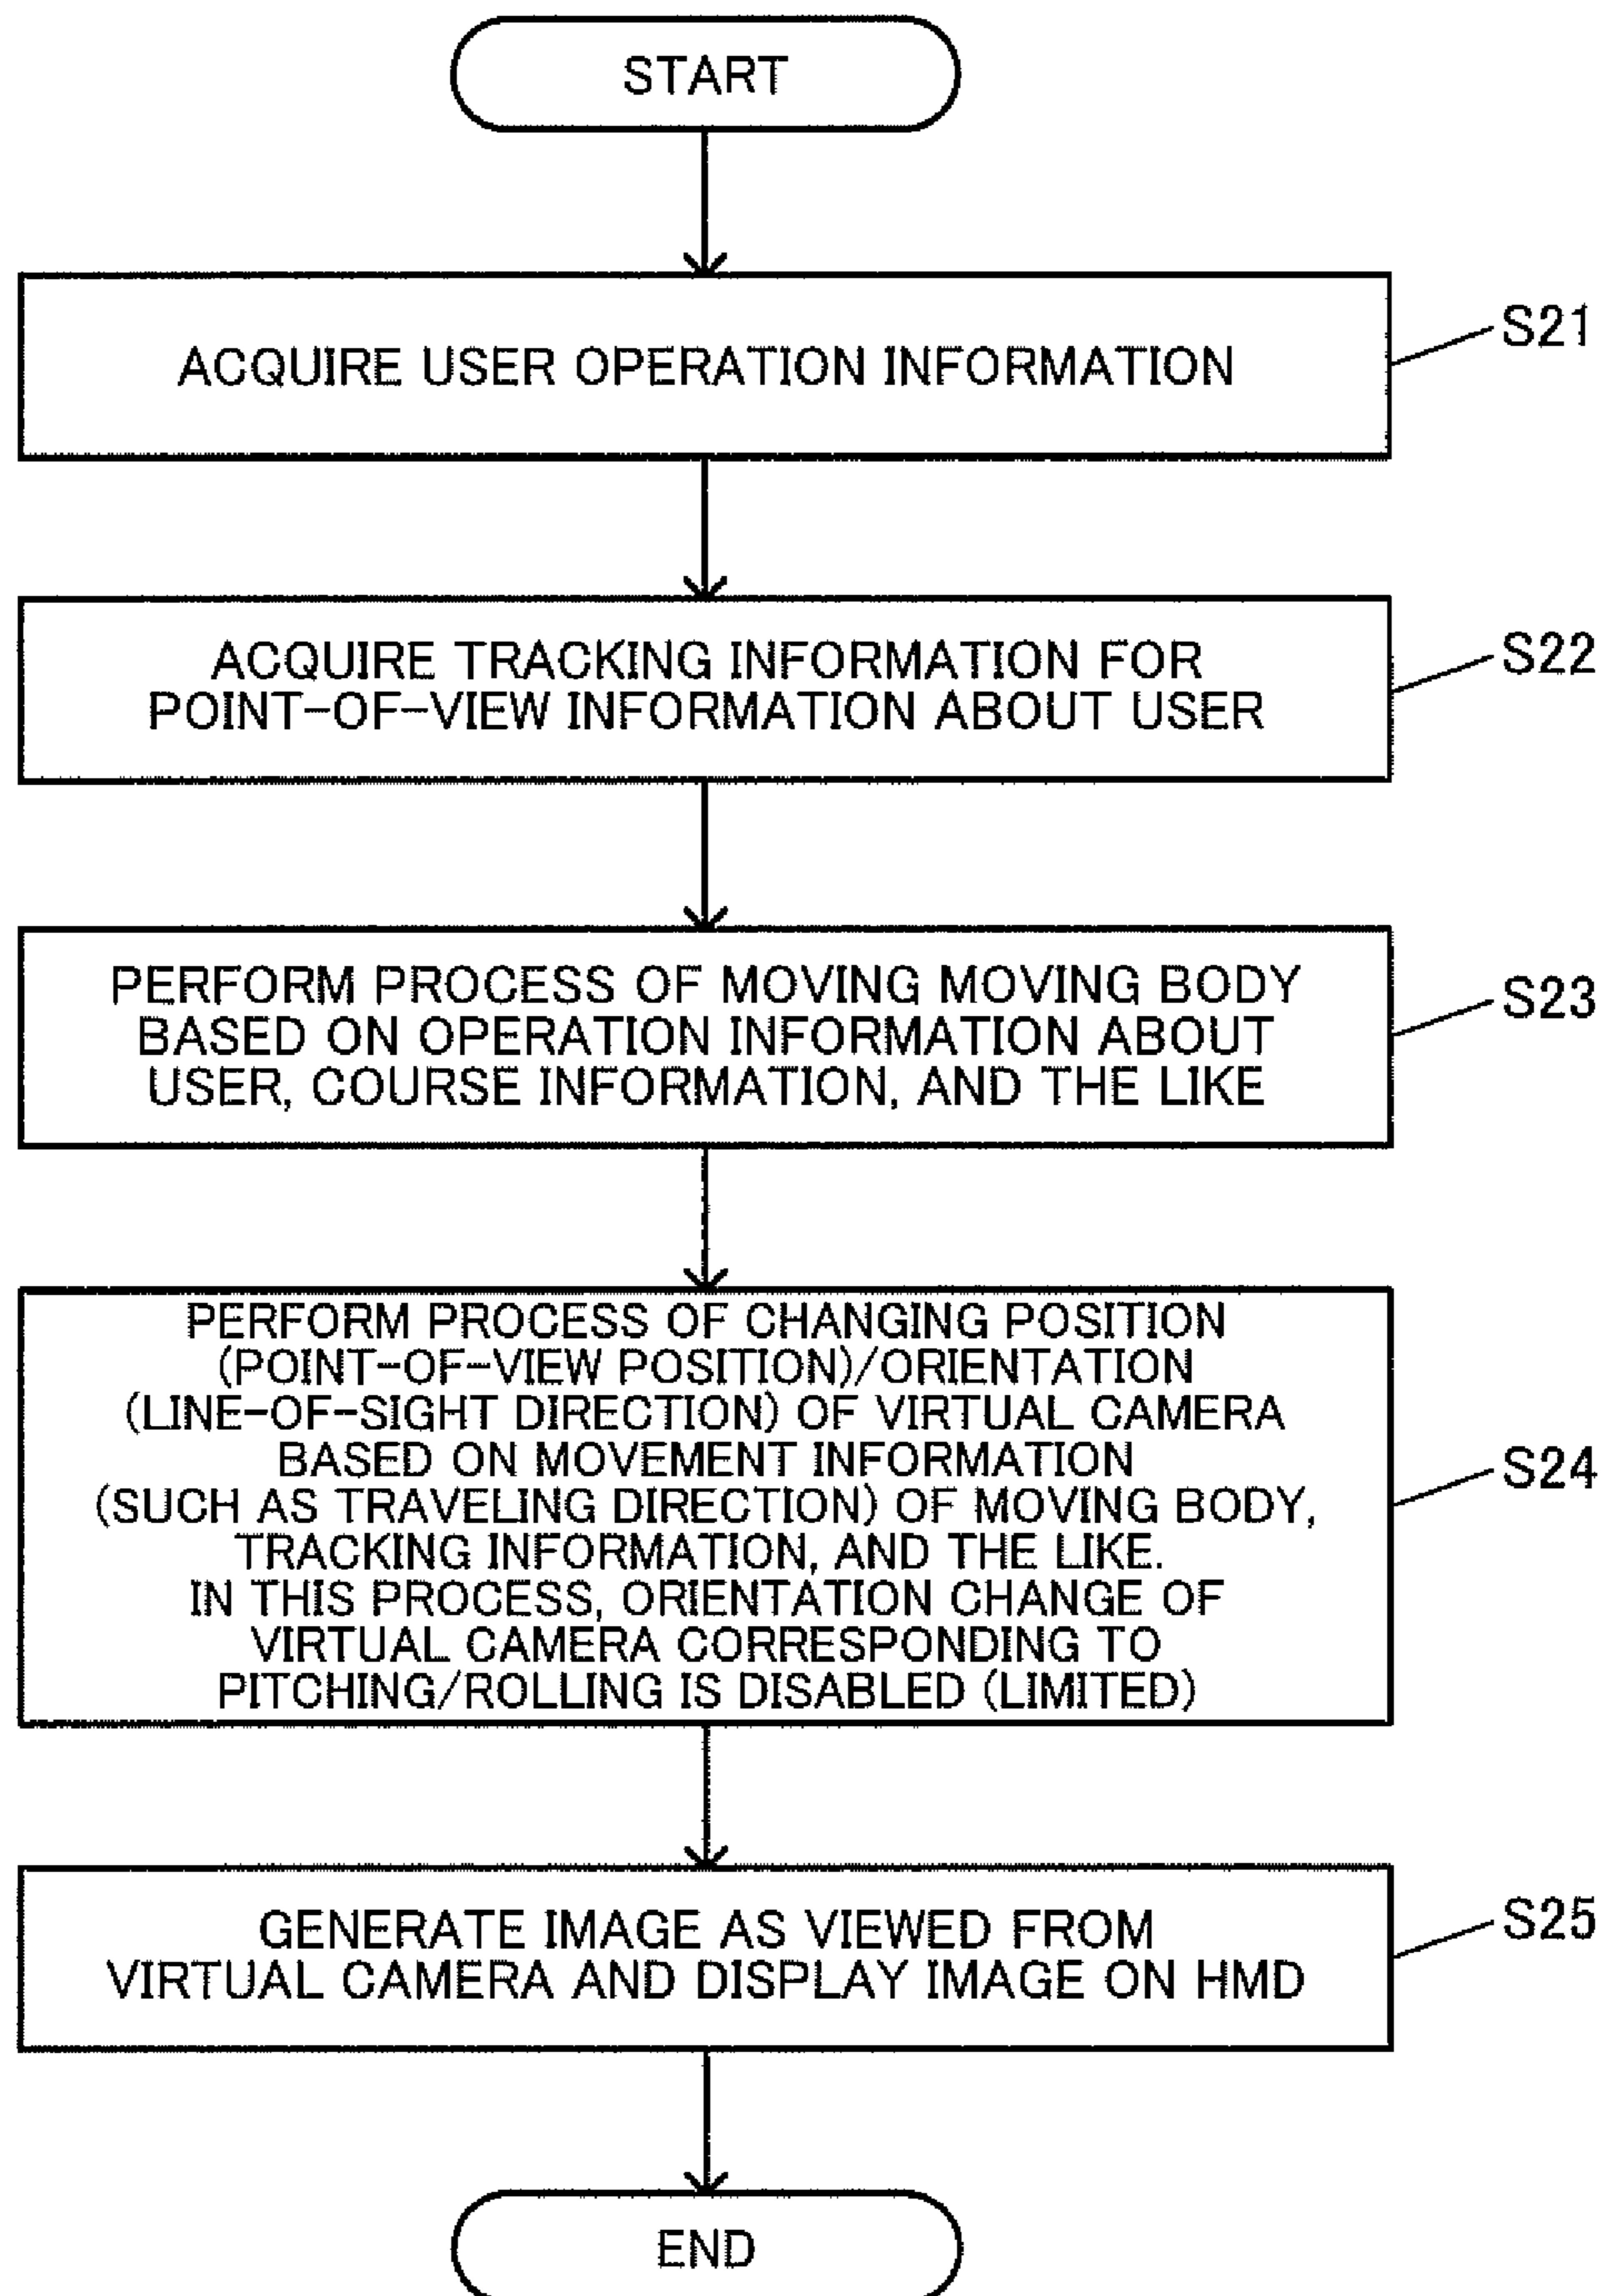 START
ACQUIRE USER OPERATION INFORMATION
S21
ACQUIRE TRACKING INFORMATION FOR
POINT-OF-VIEW INFORMATION ABOUT USER
S22
PERFORM PROCESS OF MOVING MOVING BODY
BASED ON OPERATION INFORMATION ABOUT
USER, COURSE INFORMATION, AND THE LIKE
S23
PERFORM PROCESS OF CHANGING POSITION
(POINT-OF-VIEW POSITION)/ORIENTATION
(LINE-OF-SIGHT DIRECTION) OF VIRTUAL CAMERA
BASED ON MOVEMENT INFORMATION
(SUCH AS TRAVELING DIRECTION) OF MOVING BODY,
TRACKING INFORMATION, AND THE LIKE.
IN THIS PROCESS, ORIENTATION CHANGE OF
VIRTUAL CAMERA CORRESPONDING TO
PITCHING/ROLLING IS DISABLED (LIMITED)
S24
GENERATE IMAGE AS VIEWED FROM
VIRTUAL CAMERA AND DISPLAY IMAGE ON HMD
S25
END